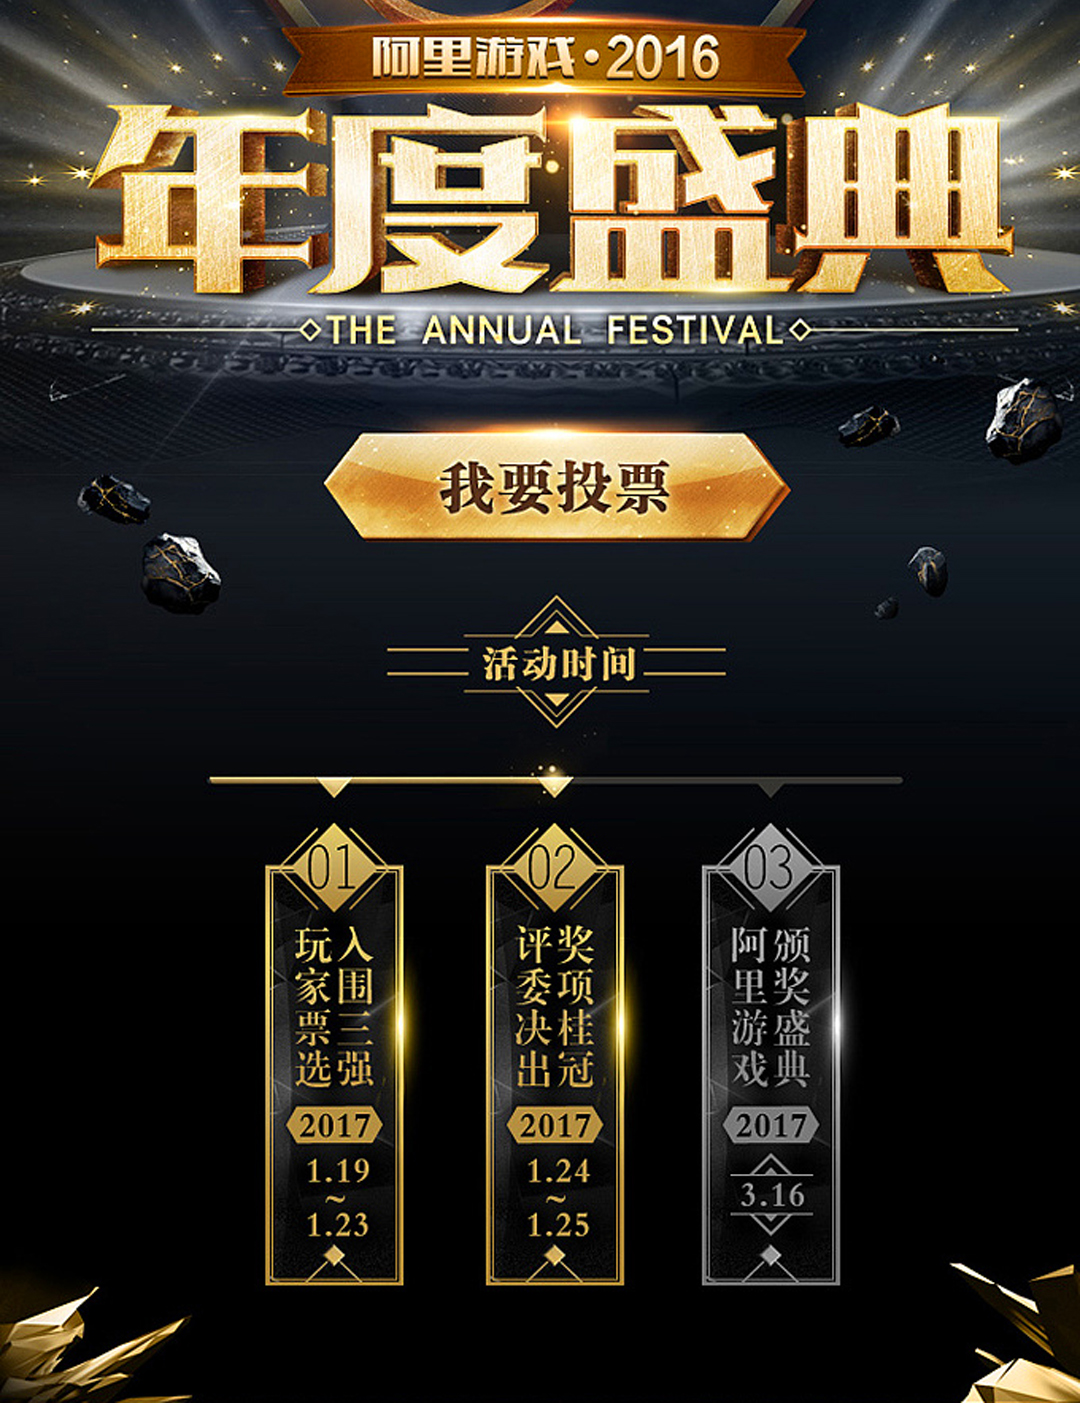 阿里游戏·2016
年度盛典
THE ANNUAL FESTIVAL
我要投票
活动时间
01
玩家票选
入围三强
2017
1.19
~
1.23
02
评委决出
奖项桂冠
2017
1.24
~
1.25
03
阿里游戏
颁奖盛典
2017
3.16